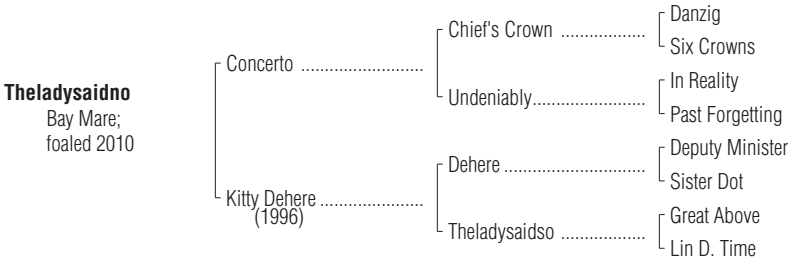 Theladysaidno
Bay Mare;
foaled 2010
Concerto ........................
Kitty Dehere ....................
(1996)
Chief's Crown .................
Undeniably......................
Dehere ............................
Theladysaidso .................
Danzig
Six Crowns
In Reality
Past Forgetting
Deputy Minister
Sister Dot
Great Above
Lin D. Time